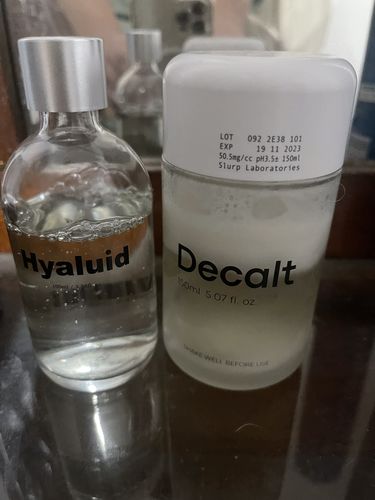 Hyaluid
LOT 092 2E38 101
EXP 19 11 2023
50.5mg/cc pH3.5± 150ml
Slurp Laboratories
Decalt
150ml 5.07 fl. oz
SHAKE WELL BEFORE USE